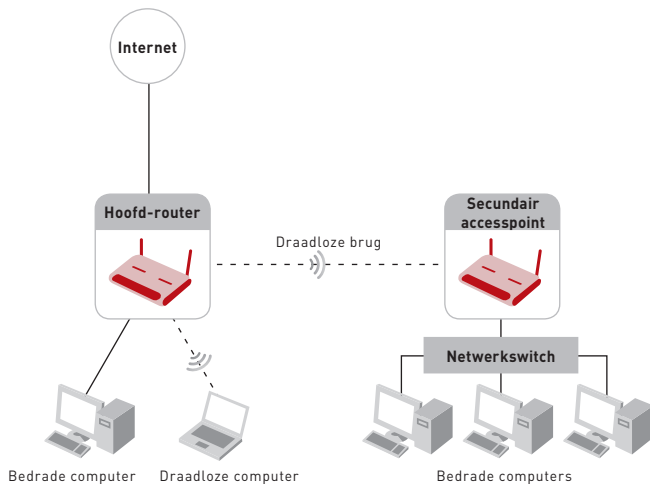 Internet
Hoofd-router
Secundair
accesspoint
Draadloze brug
Netwerkswitch
Bedrade computer
Draadloze computer
Bedrade computers